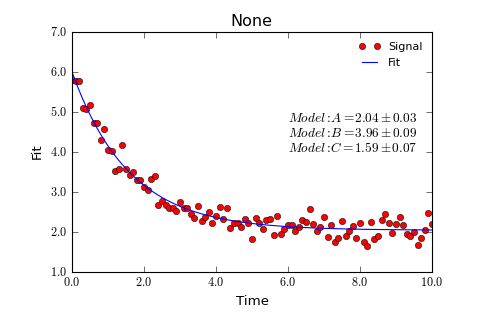 None
7.0
6.0
5.0
4.0
3.0
2.0
1.0
Fit
Signal
Fit
Model:A=2.04±0.03
Model:B=3.96±0.09
Model:C=1.59±0.07
0.0 2.0 4.0 6.0 8.0 10.0
Time